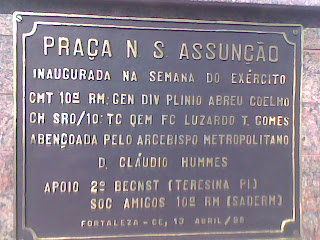 PRAÇA N S ASSUNÇÃO
INAUGURADA NA SEMANA DO EXÉRCITO
CMT 10ª RM: GEN DIV PLINIO ABREU COELHO
CH SRO/10: TC QEM FC LUZARDO T. GOMES
ABENÇOADA PELO ARCEBISPO METROPOLITANO
D. CLÁUDIO HUMMES
APOIO 2º BECNST (TERESINA PI)
SOC AMIGOS 10ª RM (SADERM)
FORTALEZA - CE, 13 ABRIL/98